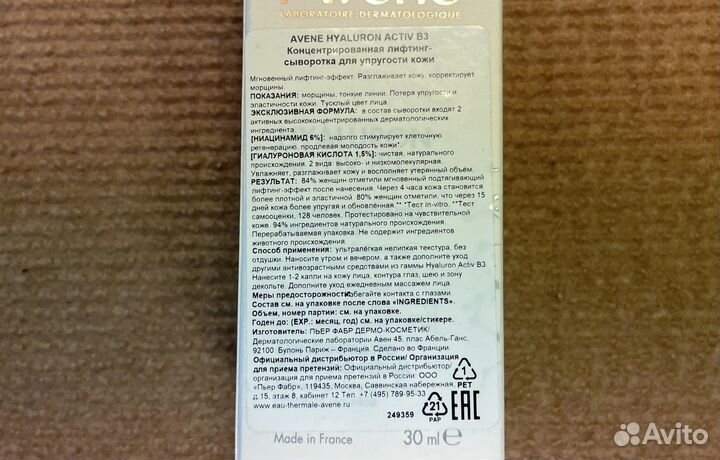 Avène
LABORATOIRE DERMATOLOGIQUE
AVENE HYALURON ACTIV B3
Концентрированная лифтинг-
сыворотка для упругости кожи
Мгновенный лифтинг-эффект. Разглаживает кожу, корректирует
морщины.
ПОКАЗАНИЯ: морщины, тонкие линии. Потеря упругости и
эластичности кожи. Тусклый цвет лица.
ЭКСКЛЮЗИВНАЯ ФОРМУЛА: в состав сыворотки входят 2
активных высококонцентрированных дерматологических
ингредиента.
[НИАЦИНАМИД 6%]: надолго стимулирует клеточную
регенерацию, продлевая молодость кожи*.
[ГИАЛУРОНОВАЯ КИСЛОТА 1,5%]: чистая, натурального
происхождения. 2 вида: высоко- и низкомолекулярная.
Увлажняет, разглаживает кожу и восполняет утерянный объём.
РЕЗУЛЬТАТ: 84% женщин отметили мгновенный подтягивающий
лифтинг-эффект после нанесения. Через 4 часа кожа становится
более плотной и эластичной. 80% женщин отметили, что через 15
дней кожа более упругая и обновлённая.** *Тест in-vitro. **Тест
самооценки, 128 человек. Протестировано на чувствительной
коже. 94% ингредиентов натурального происхождения.
Перерабатываемая упаковка. Не содержит ингредиентов
животного происхождения.
Способ применения: ультралёгкая нелипкая текстура, без
отдушки. Наносите утром и вечером, а также дополните уход
другими антивозрастными средствами из гаммы Hyaluron Activ B3
Нанесите 1-2 капли на кожу лица, контура глаз, шею и зону
декольте. Дополните уход ежедневным массажем лица.
Меры предосторожности: Избегайте контакта с глазами
Состав см. на упаковке после слова «INGREDIENTS».
Объем, номер партии: см. на упаковке.
Годен до: (EXP.: месяц, год) см. на упаковке/стикере.
Изготовитель: ПЬЕР ФАБР ДЕРМО-КОСМЕТИК/
Дерматологические лаборатории Авен 45, плас Абель-Ганс,
92100 Булонь Париж – Франция. Сделано во Франции.
Официальный дистрибьютор в России/ Организация
для приема претензий: Официальный дистрибьютор/
организация для приема претензий в России: ООО
«Пьер Фабр», 119435, Москва, Саввинская набережная,
д.15, этаж 8, кабинет 12 Тел. +7 (495) 789-95-33
www.eau-thermale-avene.ru
249359
1
PET
21
PAP
EAC
Made in France
30 ml e
Avito